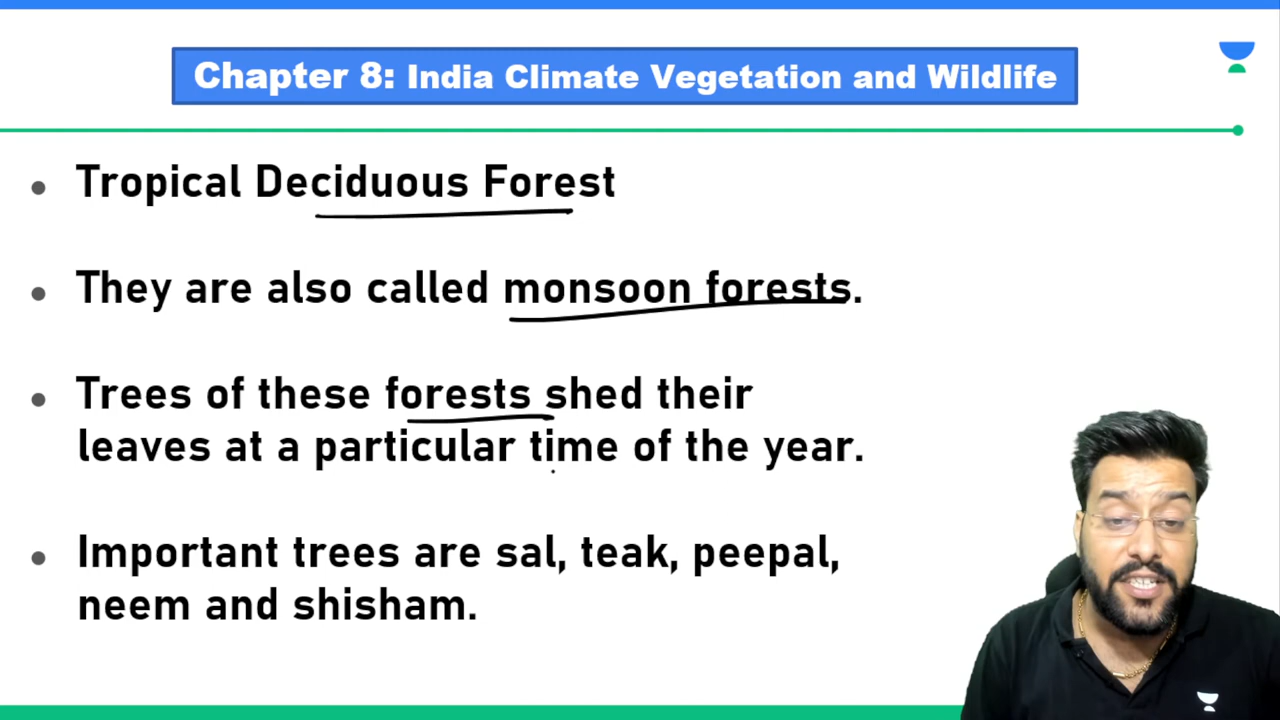 Chapter 8: India Climate Vegetation and Wildlife
• Tropical Deciduous Forest
• They are also called monsoon forests.
• Trees of these forests shed their
leaves at a particular time of the year.
• Important trees are sal, teak, peepal,
neem and shisham.